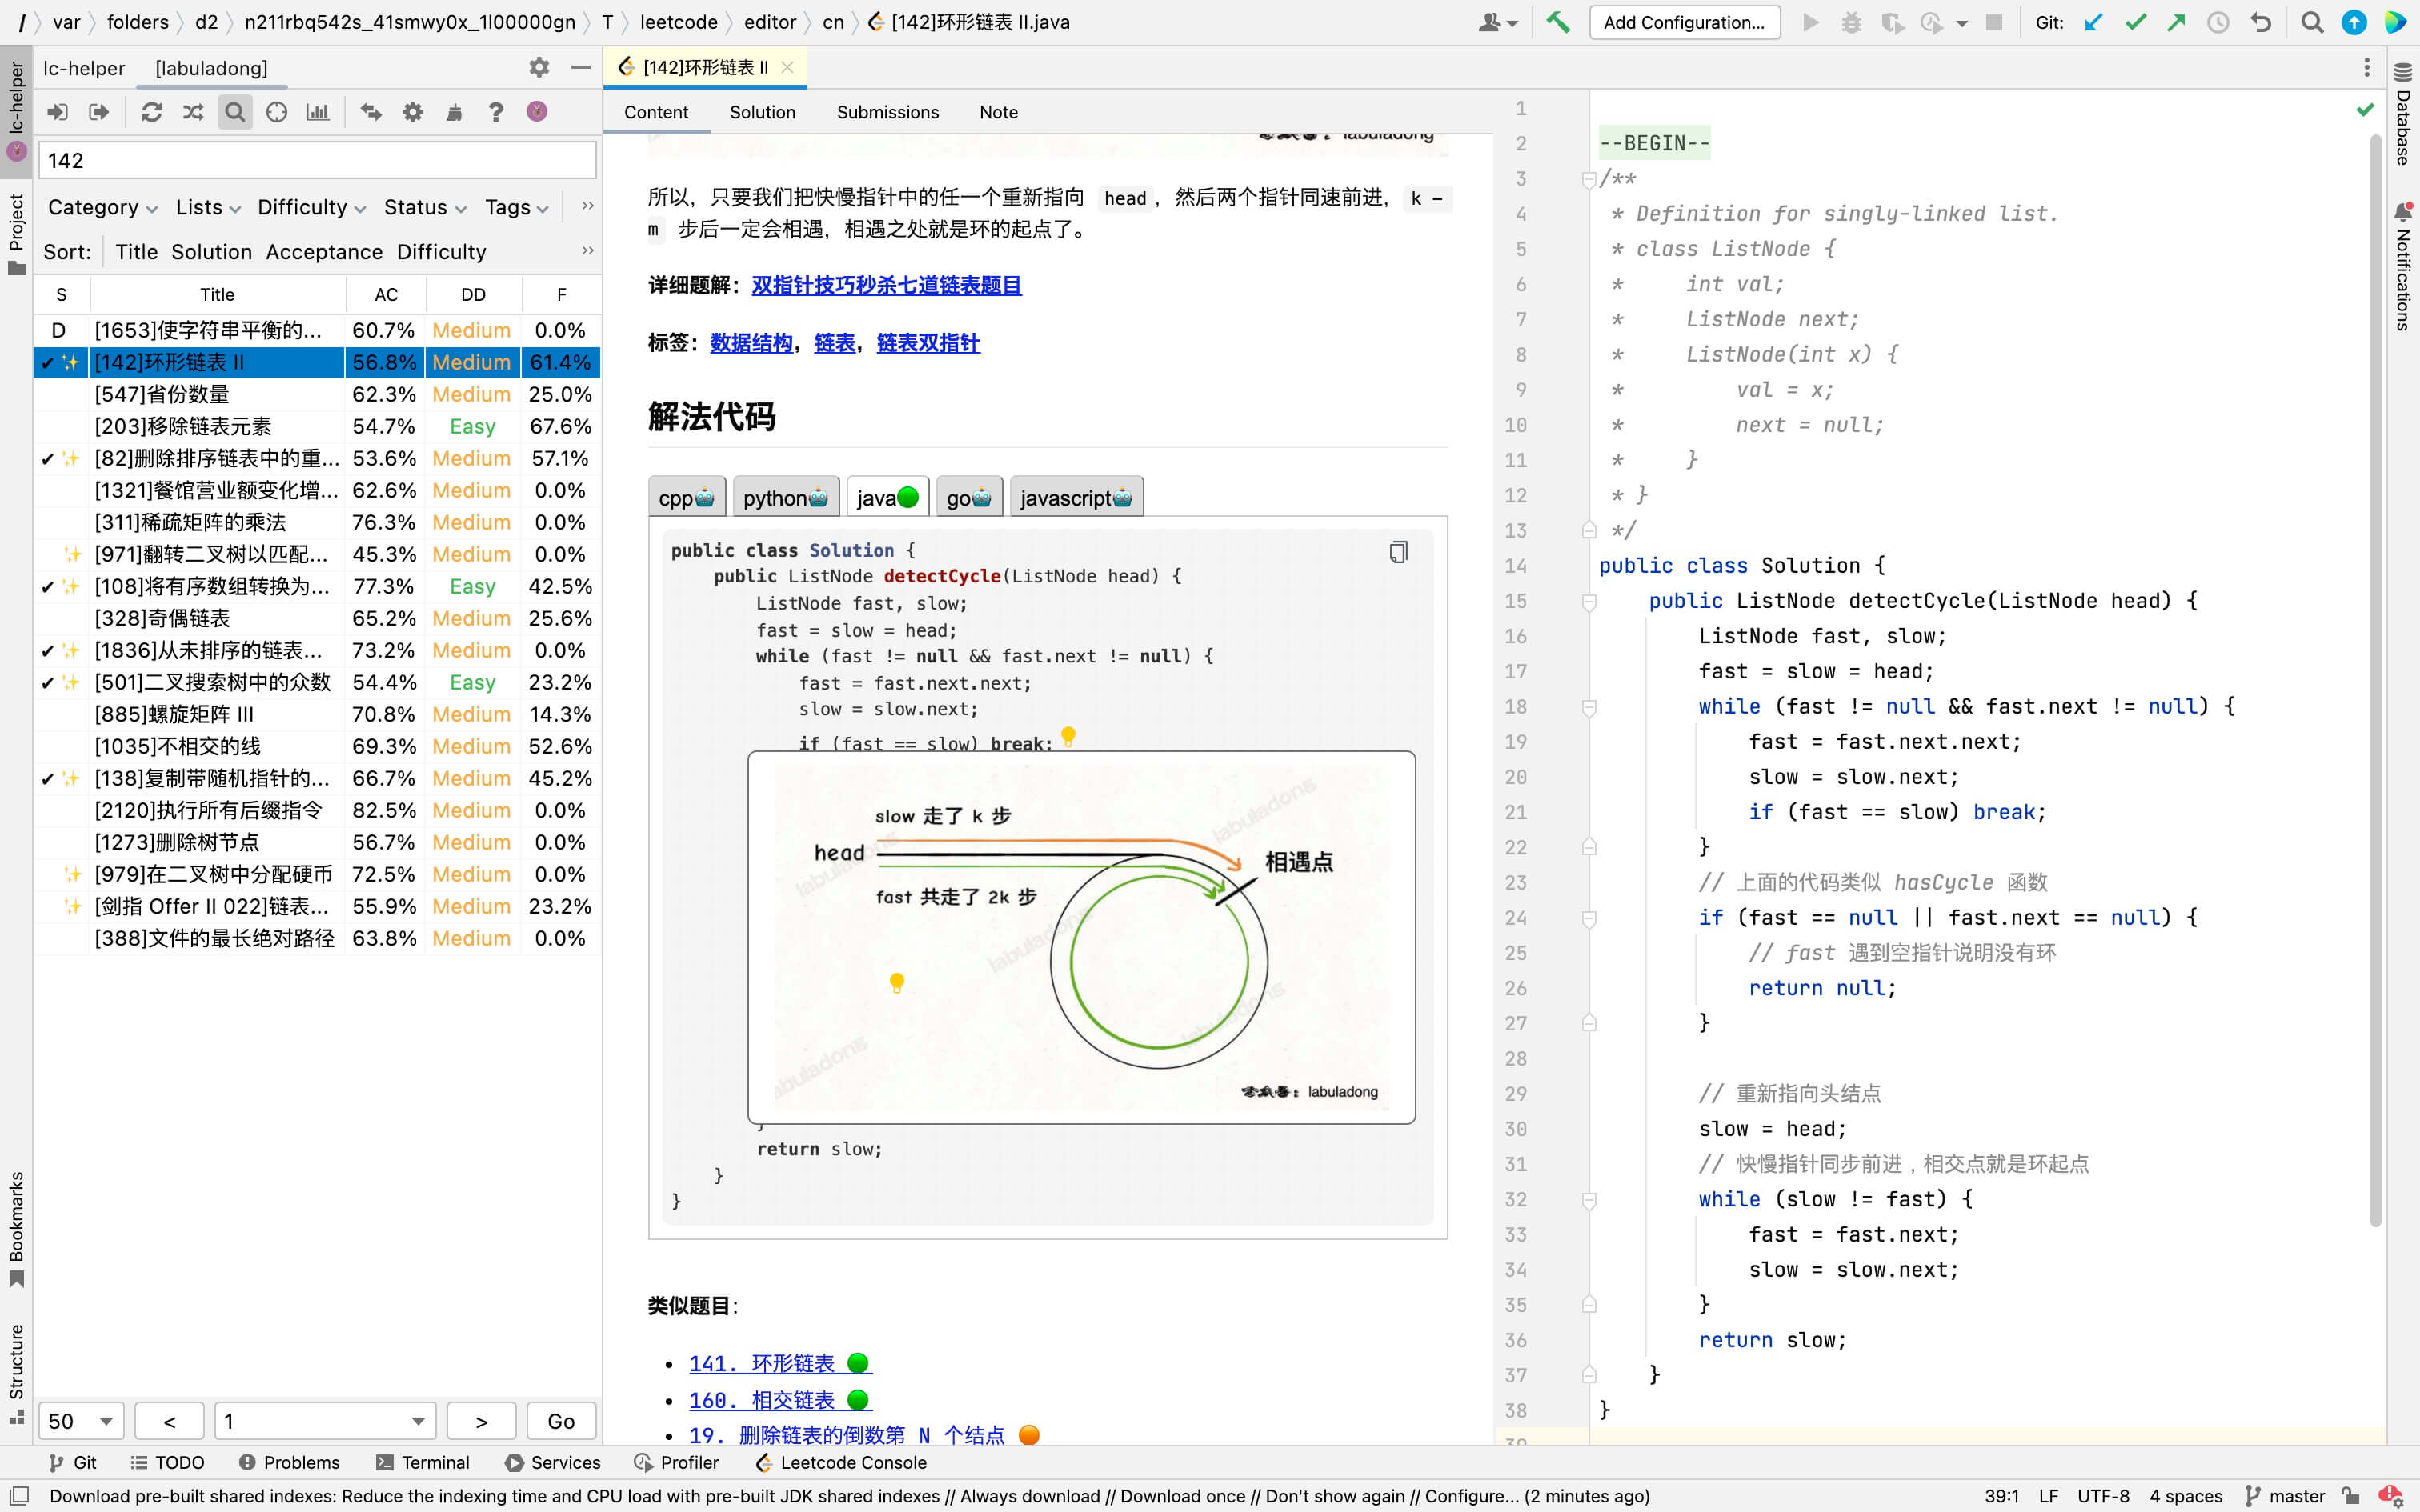 / var folders d2 n211rbq542s_41smwy0x_1l00000gn T leetcode editor cn [142]环形链表 II.java
Add Configuration...
Git:
lc-helper
Project
Bookmarks
Structure
lc-helper [labuladong]
142
Category Lists Difficulty Status Tags »
Sort: Title Solution Acceptance Difficulty »
S Title AC DD F
D [1653]使字符串平衡的... 60.7% Medium 0.0%
✔ ✨ [142]环形链表 II 56.8% Medium 61.4%
[547]省份数量 62.3% Medium 25.0%
[203]移除链表元素 54.7% Easy 67.6%
✔ ✨ [82]删除排序链表中的重... 53.6% Medium 57.1%
[1321]餐馆营业额变化增... 62.6% Medium 0.0%
[311]稀疏矩阵的乘法 76.3% Medium 0.0%
✨ [971]翻转二叉树以匹配... 45.3% Medium 0.0%
✔ ✨ [108]将有序数组转换为... 77.3% Easy 42.5%
[328]奇偶链表 65.2% Medium 25.6%
✔ ✨ [1836]从未排序的链表... 73.2% Medium 0.0%
✔ ✨ [501]二叉搜索树中的众数 54.4% Easy 23.2%
[885]螺旋矩阵 III 70.8% Medium 14.3%
[1035]不相交的线 69.3% Medium 52.6%
✔ ✨ [138]复制带随机指针的... 66.7% Medium 45.2%
[2120]执行所有后缀指令 82.5% Medium 0.0%
[1273]删除树节点 56.7% Medium 0.0%
✨ [979]在二叉树中分配硬币 72.5% Medium 0.0%
✨ [剑指 Offer II 022]链表... 55.9% Medium 23.2%
[388]文件的最长绝对路径 63.8% Medium 0.0%
50 < 1 > Go
[142]环形链表 II
Content Solution Submissions Note
labuladong
所以，只要我们把快慢指针中的任一个重新指向 head，然后两个指针同速前进，k -
m 步后一定会相遇，相遇之处就是环的起点了。
详细题解：双指针技巧秒杀七道链表题目
标签：数据结构，链表，链表双指针
解法代码
cpp🤖 python🤖 java🟢 go🤖 javascript🤖
public class Solution {
public ListNode detectCycle(ListNode head) {
ListNode fast, slow;
fast = slow = head;
while (fast != null && fast.next != null) {
fast = fast.next.next;
slow = slow.next;
if (fast == slow) break;
slow 走了 k 步
head
相遇点
fast 共走了 2k 步
labuladong
labuladong
labuladong
labuladong
labuladong
labuladong
}
return slow;
}
}
类似题目：
• 141. 环形链表 🟢
• 160. 相交链表 🟢
• 19. 删除链表的倒数第 N 个结点 🟠
1
2 --BEGIN--
3 /**
4 * Definition for singly-linked list.
5 * class ListNode {
6 * int val;
7 * ListNode next;
8 * ListNode(int x) {
9 * val = x;
10 * next = null;
11 * }
12 * }
13 */
14 public class Solution {
15 public ListNode detectCycle(ListNode head) {
16 ListNode fast, slow;
17 fast = slow = head;
18 while (fast != null && fast.next != null) {
19 fast = fast.next.next;
20 slow = slow.next;
21 if (fast == slow) break;
22 }
23 // 上面的代码类似 hasCycle 函数
24 if (fast == null || fast.next == null) {
25 // fast 遇到空指针说明没有环
26 return null;
27 }
28
29 // 重新指向头结点
30 slow = head;
31 // 快慢指针同步前进，相交点就是环起点
32 while (slow != fast) {
33 fast = fast.next;
34 slow = slow.next;
35 }
36 return slow;
37 }
38 }
39
Database
Notifications
Git TODO Problems Terminal Services Profiler Leetcode Console
Download pre-built shared indexes: Reduce the indexing time and CPU load with pre-built JDK shared indexes // Always download // Download once // Don't show again // Configure... (2 minutes ago)
39:1 LF UTF-8 4 spaces master